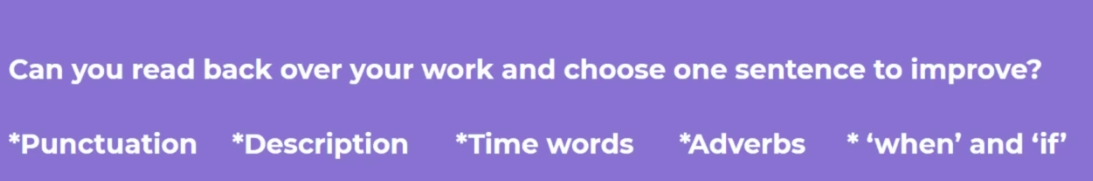 Can you read back over your work and choose one sentence to improve?
*Punctuation *Description *Time words *Adverbs * ‘when’ and ‘if’